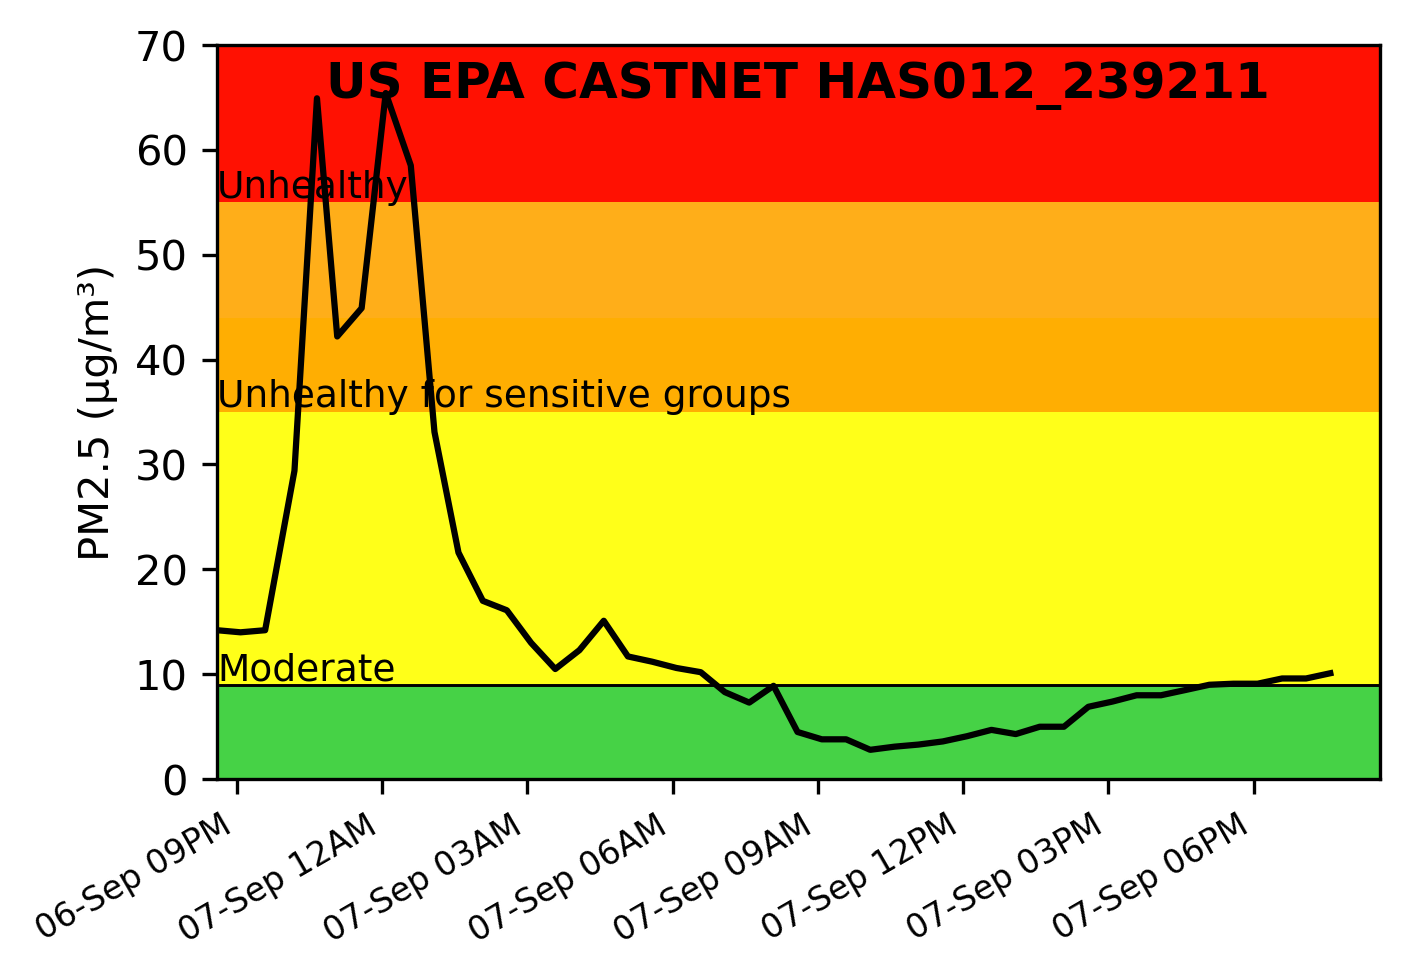 US EPA CASTNET HAS012_239211
PM2.5 (µg/m³)
70
60
50
40
30
20
10
0
Unhealthy
Unhealthy for sensitive groups
Moderate
06-Sep 09PM
07-Sep 12AM
07-Sep 03AM
07-Sep 06AM
07-Sep 09AM
07-Sep 12PM
07-Sep 03PM
07-Sep 06PM